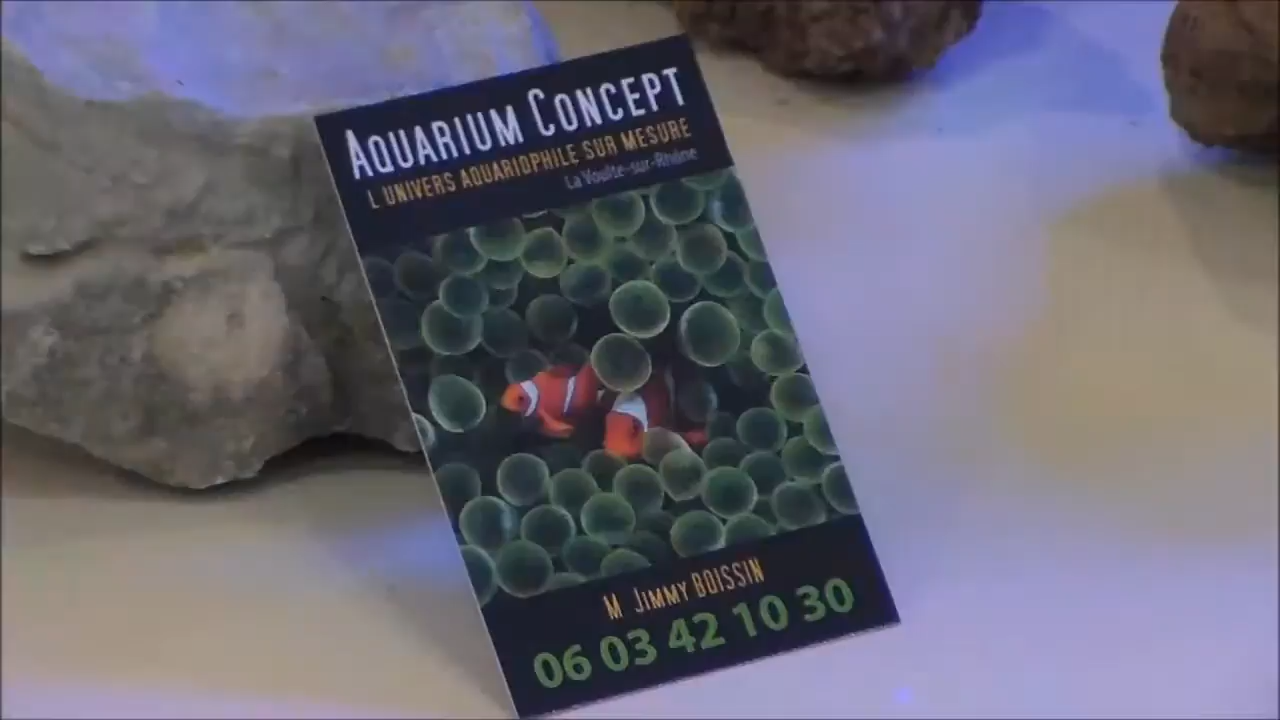 AQUARIUM CONCEPT
L UNIVERS AQUARIOPHILE SUR MESURE
La Voulte-sur-Rhône
M JIMMY BOISSIN
06 03 42 10 30